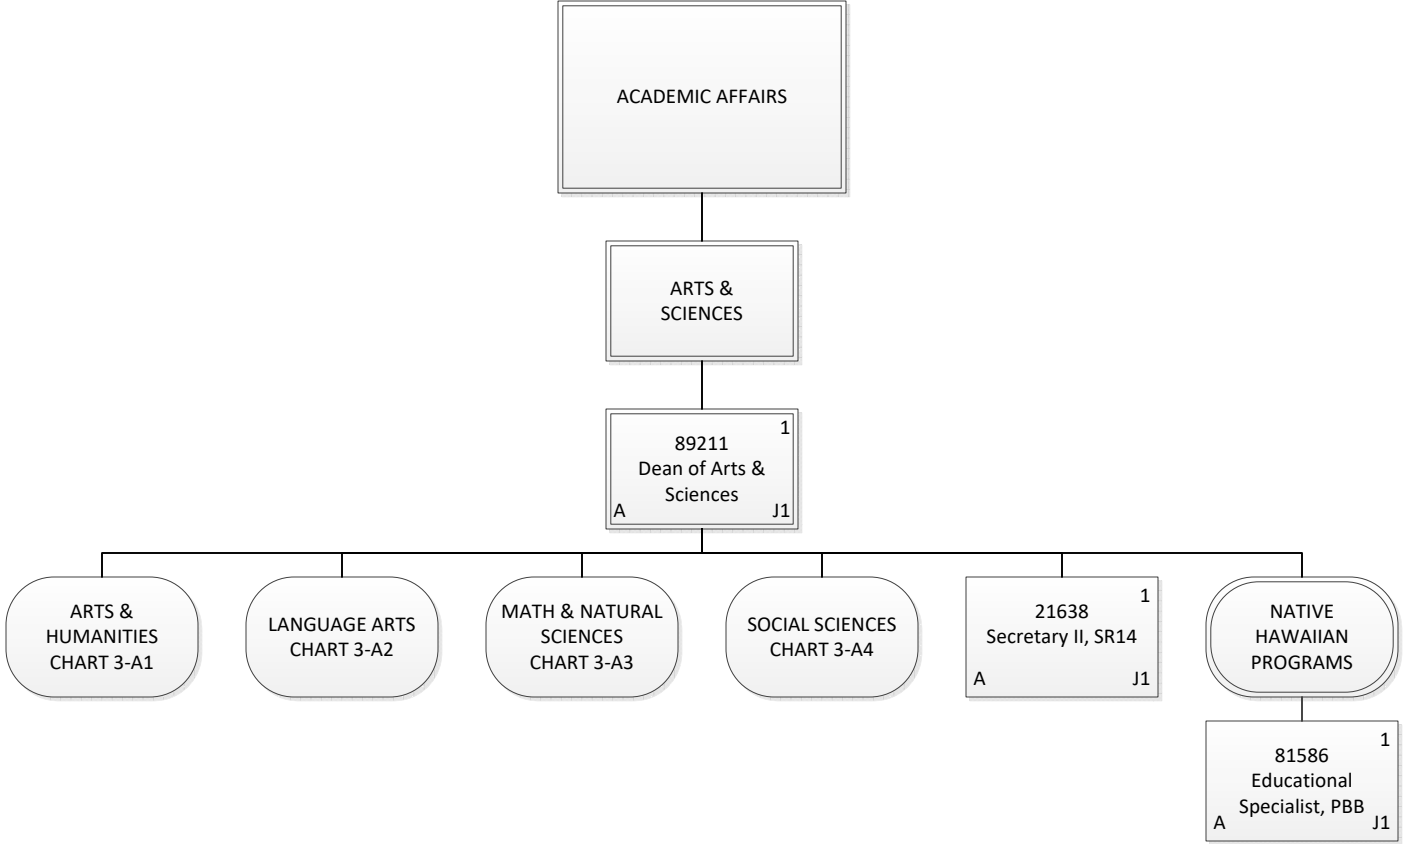 ACADEMIC AFFAIRS
ARTS &
SCIENCES
1
89211
Dean of Arts &
Sciences
A J1
ARTS &
HUMANITIES
CHART 3-A1
LANGUAGE ARTS
CHART 3-A2
MATH & NATURAL
SCIENCES
CHART 3-A3
SOCIAL SCIENCES
CHART 3-A4
1
21638
Secretary II, SR14
A J1
NATIVE
HAWAIIAN
PROGRAMS
1
81586
Educational
Specialist, PBB
A J1